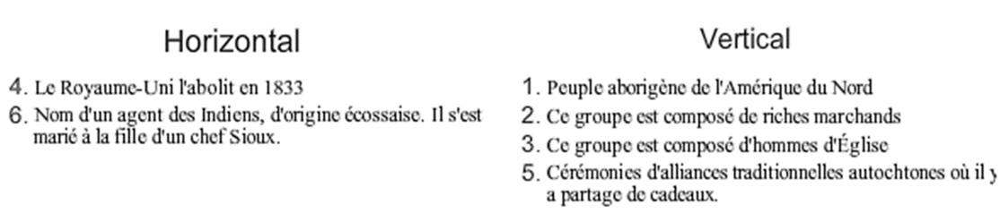 Horizontal
4. Le Royaume-Uni l'abolit en 1833
6. Nom d'un agent des Indiens, d'origine écossaise. Il s'est
marié à la fille d'un chef Sioux.
Vertical
1. Peuple aborigène de l'Amérique du Nord
2. Ce groupe est composé de riches marchands
3. Ce groupe est composé d'hommes d'Église
5. Cérémonies d'alliances traditionnelles autochtones où il y
a partage de cadeaux.